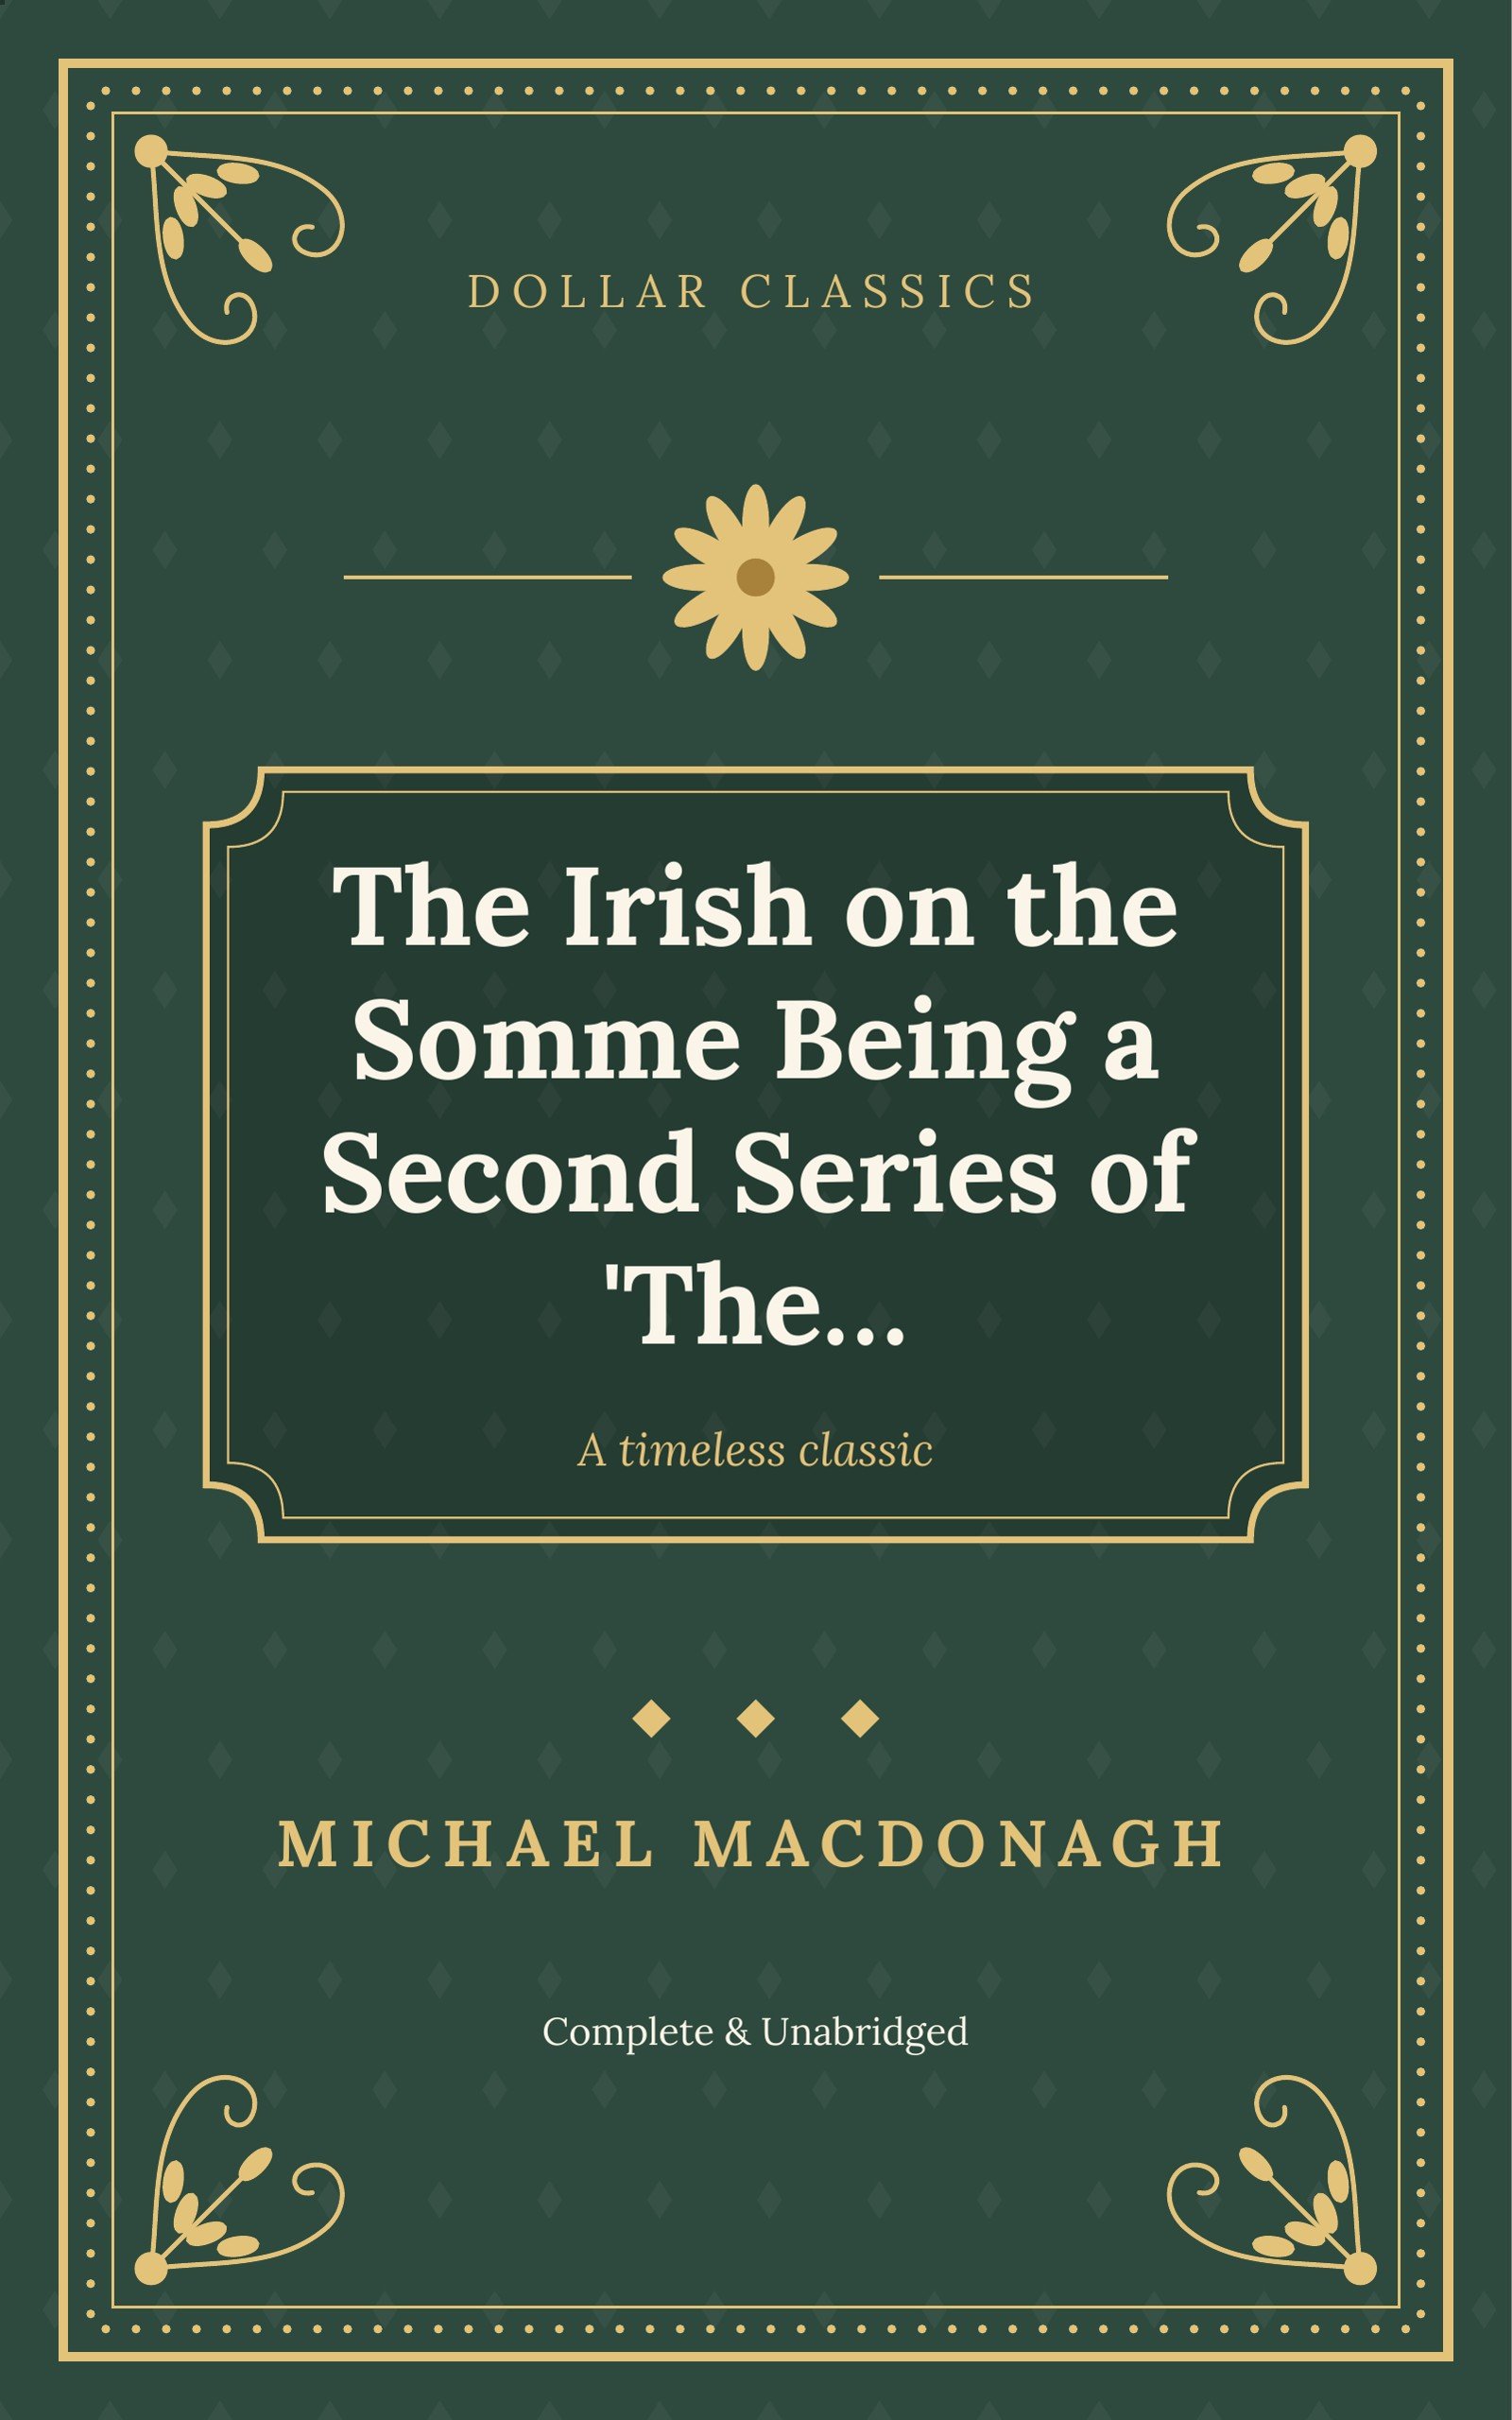 DOLLAR CLASSICS
The Irish on the
Somme Being a
Second Series of
'The...
A timeless classic
MICHAEL MACDONAGH
Complete & Unabridged